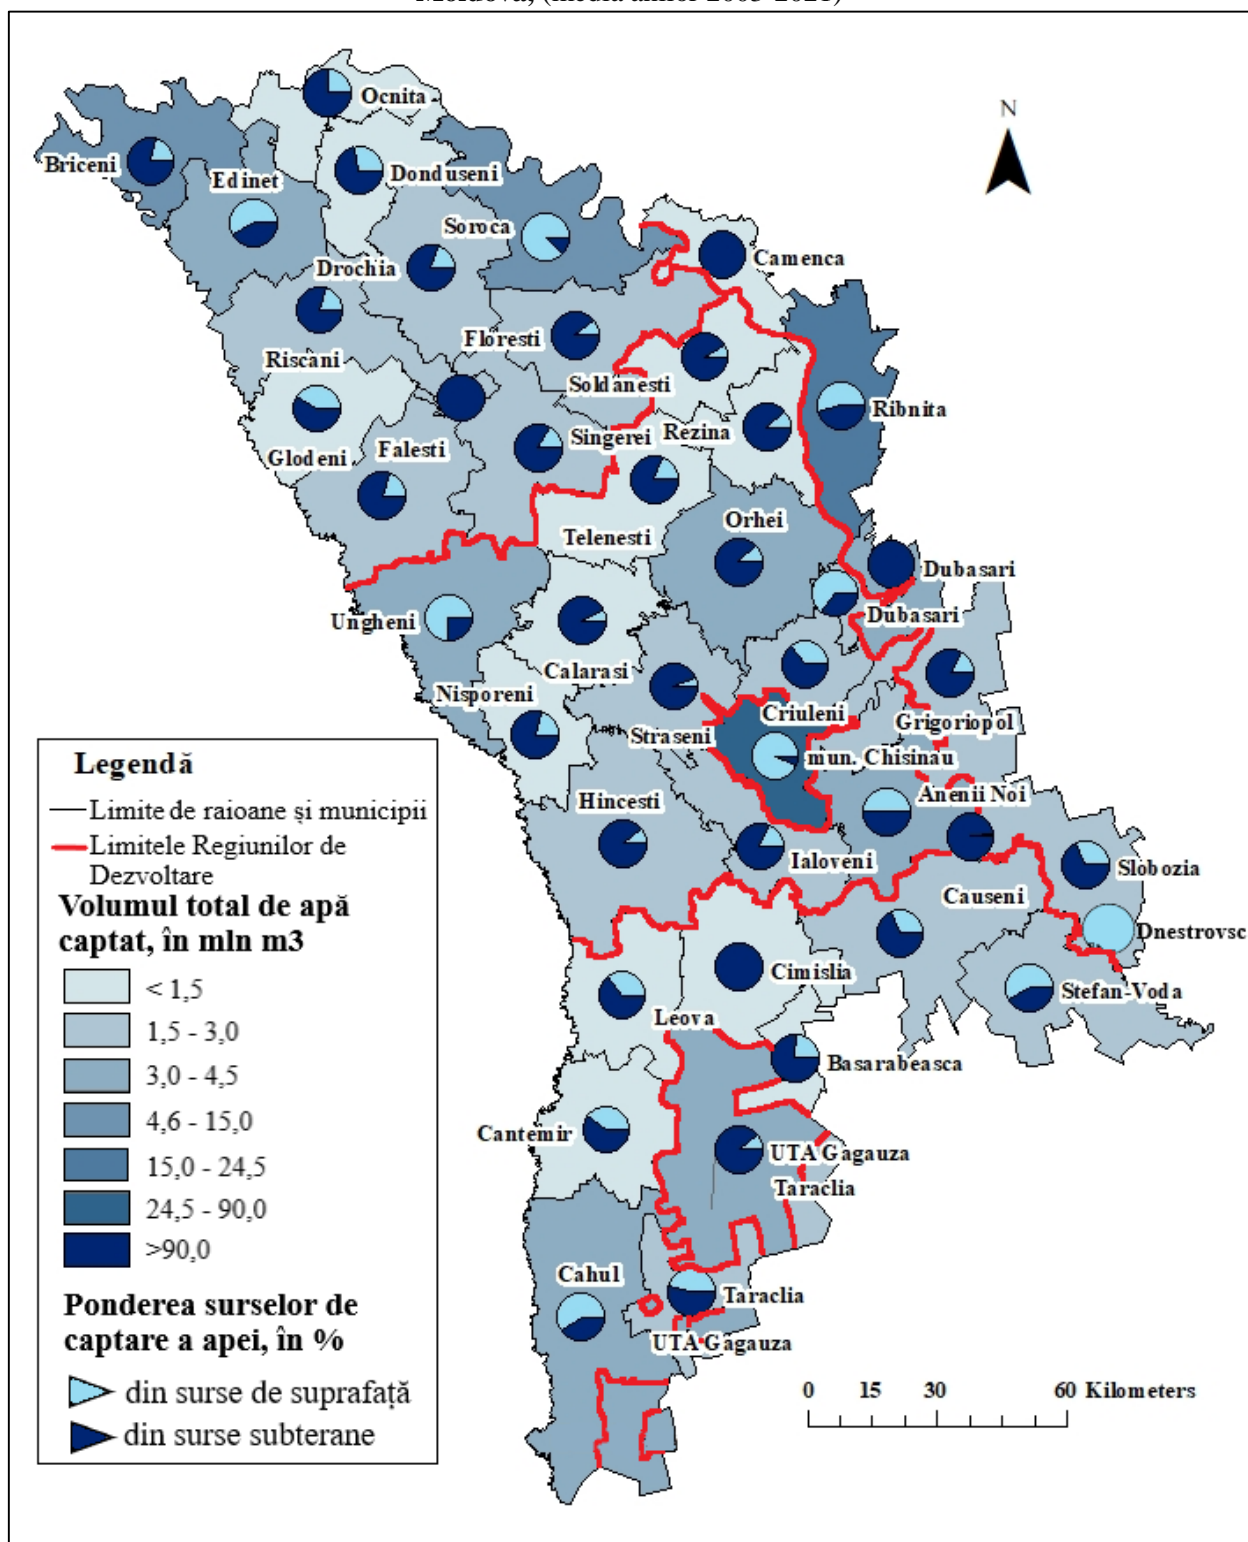 Moldova, (media anilor 2003-2021)
N
Ocnita
Briceni
Edinet
Donduseni
Soroca
Camenca
Drochia
Floresti
Riscani
Soldanesti
Ribnita
Glodeni
Falesti
Singerei
Rezina
Telenesti
Orhei
Dubasari
Dubasari
Ungheni
Calarasi
Nisporeni
Straseni
Criuleni
Grigoriopol
mun. Chisinau
Anenii Noi
Hincesti
Ialoveni
Slobozia
Causeni
Dnestrovsc
Cimislia
Stefan-Voda
Leova
Basarabeasca
Cantemir
UTA Gagauza
Taraclia
Cahul
Taraclia
UTA Gagauza
Legendă
Limite de raioane și municipii
Limitele Regiunilor de
Dezvoltare
Volumul total de apă
captat, în mln m3
< 1,5
1,5 - 3,0
3,0 - 4,5
4,6 - 15,0
15,0 - 24,5
24,5 - 90,0
>90,0
Ponderea surselor de
captare a apei, în %
din surse de suprafață
din surse subterane
0 15 30 60 Kilometers